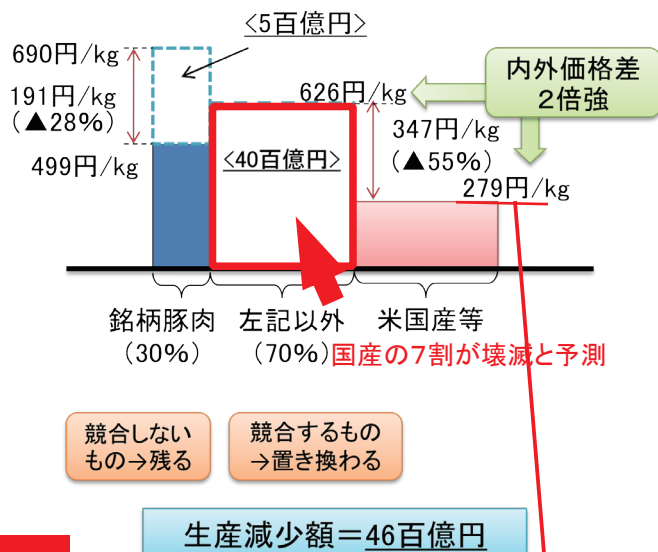 <5百億円>
690円/kg
191円/kg
(▲28%)
499円/kg
<40百億円>
626円/kg
内外価格差
2倍強
347円/kg
(▲55%)
279円/kg
銘柄豚肉
(30%)
左記以外
(70%)
米国産等
国産の7割が壊滅と予測
競合しない
もの→残る
競合するもの
→置き換わる
生産減少額=46百億円